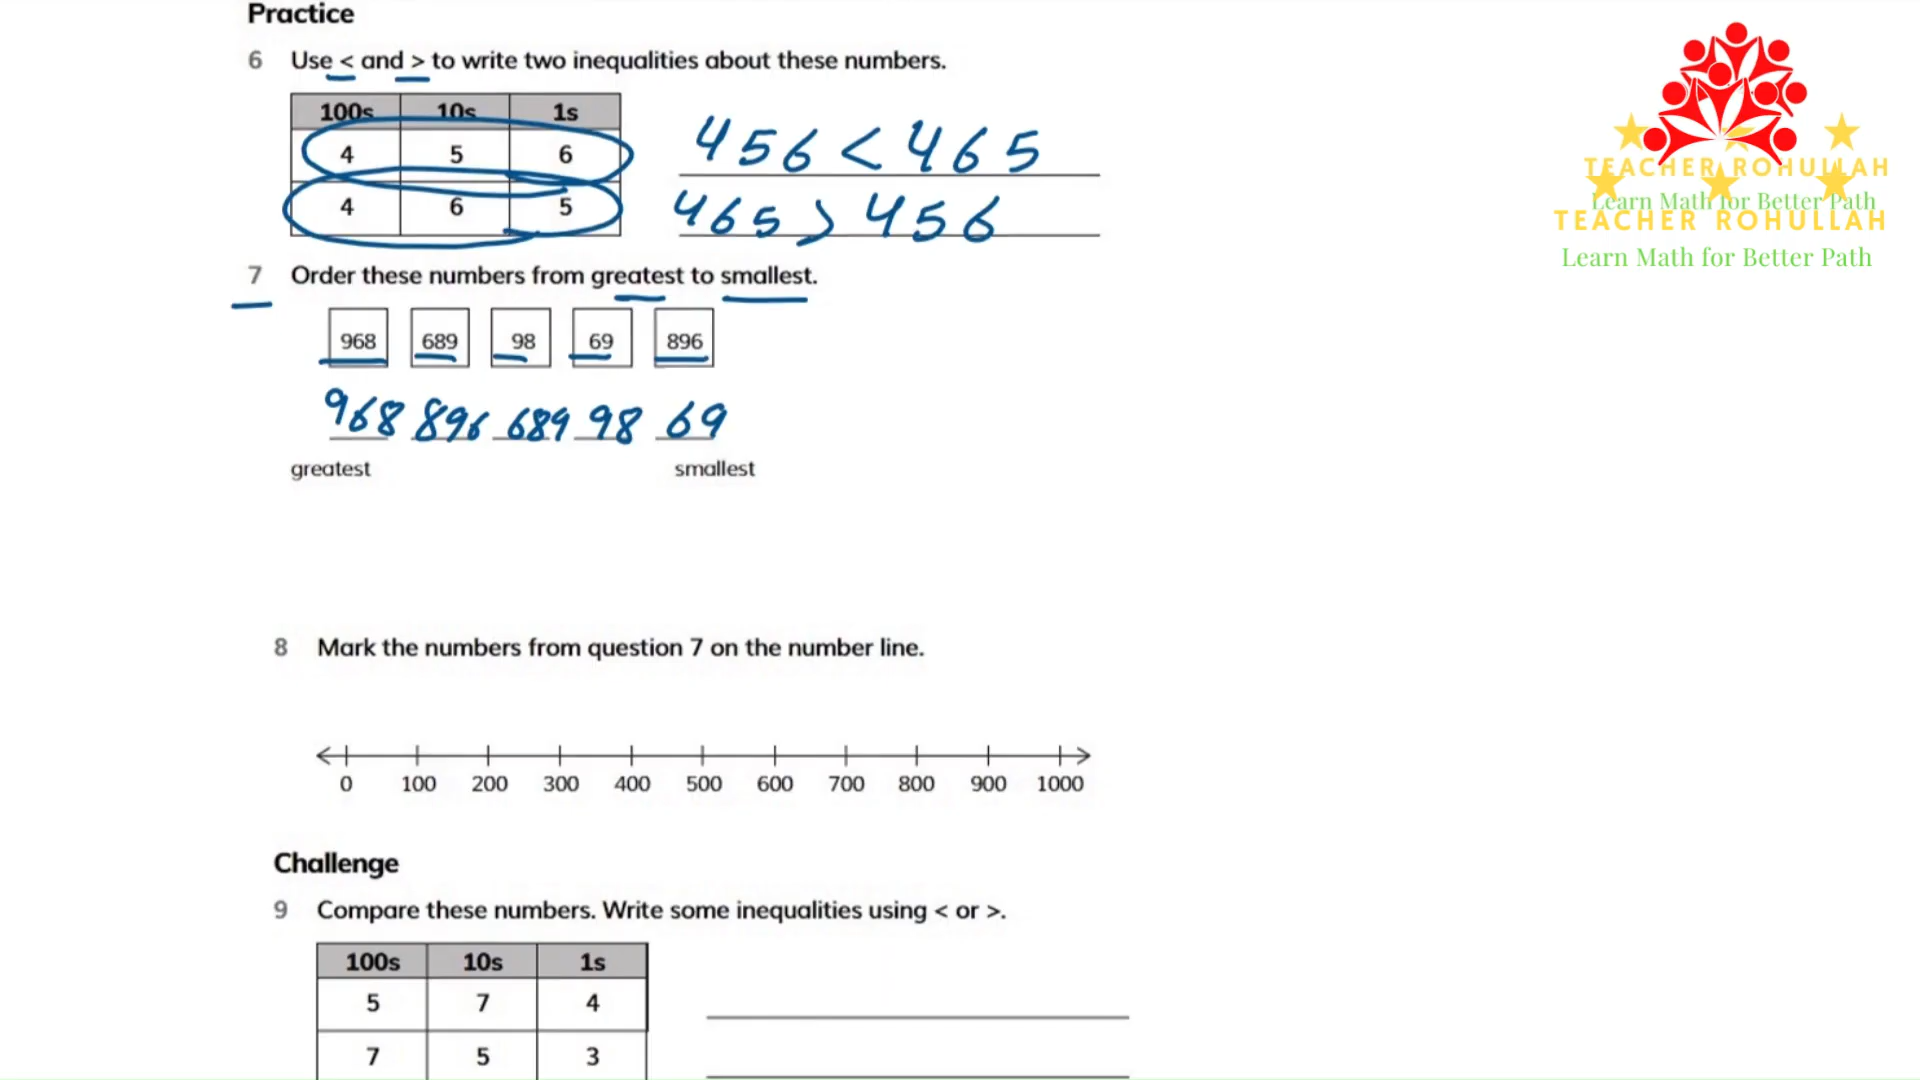 Practice
6 Use < and > to write two inequalities about these numbers.
100s 10s 1s
4 5 6
4 6 5
456 < 465
465 > 456
7 Order these numbers from greatest to smallest.
968 689 98 69 896
968 896 689 98 69
greatest smallest
8 Mark the numbers from question 7 on the number line.
0 100 200 300 400 500 600 700 800 900 1000
Challenge
9 Compare these numbers. Write some inequalities using < or >.
100s 10s 1s
5 7 4
7 5 3
TEACHER ROHULLAH
Learn Math for Better Path
TEACHER ROHULLAH
Learn Math for Better Path